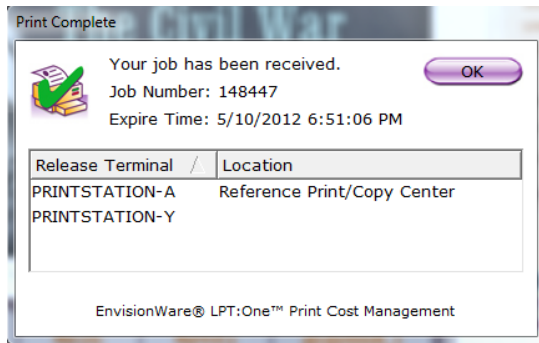 The Civil War
Print Complete
Your job has been received.
OK
Job Number: 148447
Expire Time: 5/10/2012 6:51:06 PM
Release Terminal Location
PRINTSTATION-A Reference Print/Copy Center
PRINTSTATION-Y
EnvisionWare® LPT:One™ Print Cost Management